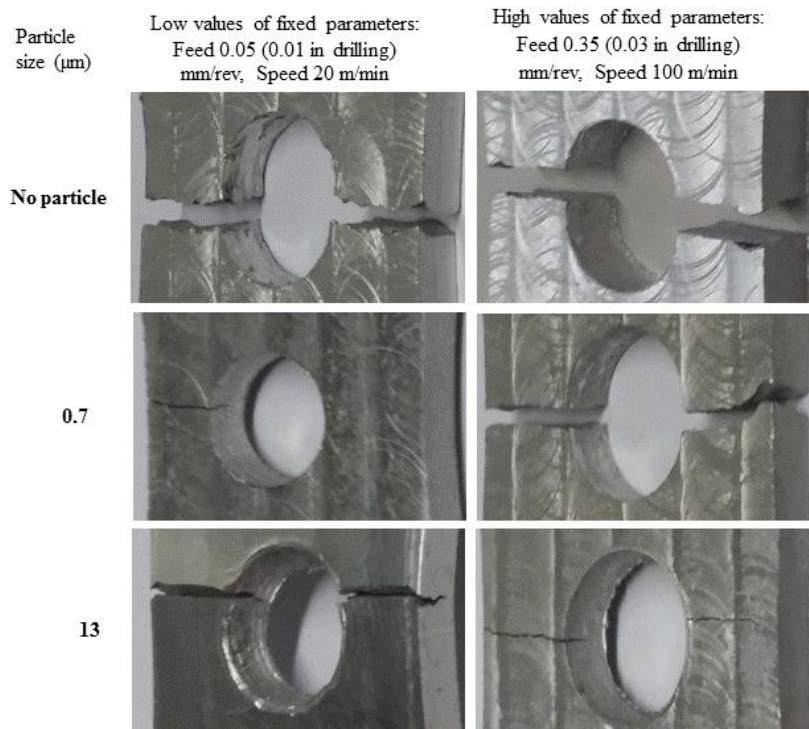 Particle
size (µm)
Low values of fixed parameters:
Feed 0.05 (0.01 in drilling)
mm/rev, Speed 20 m/min
High values of fixed parameters:
Feed 0.35 (0.03 in drilling)
mm/rev, Speed 100 m/min
No particle
0.7
13